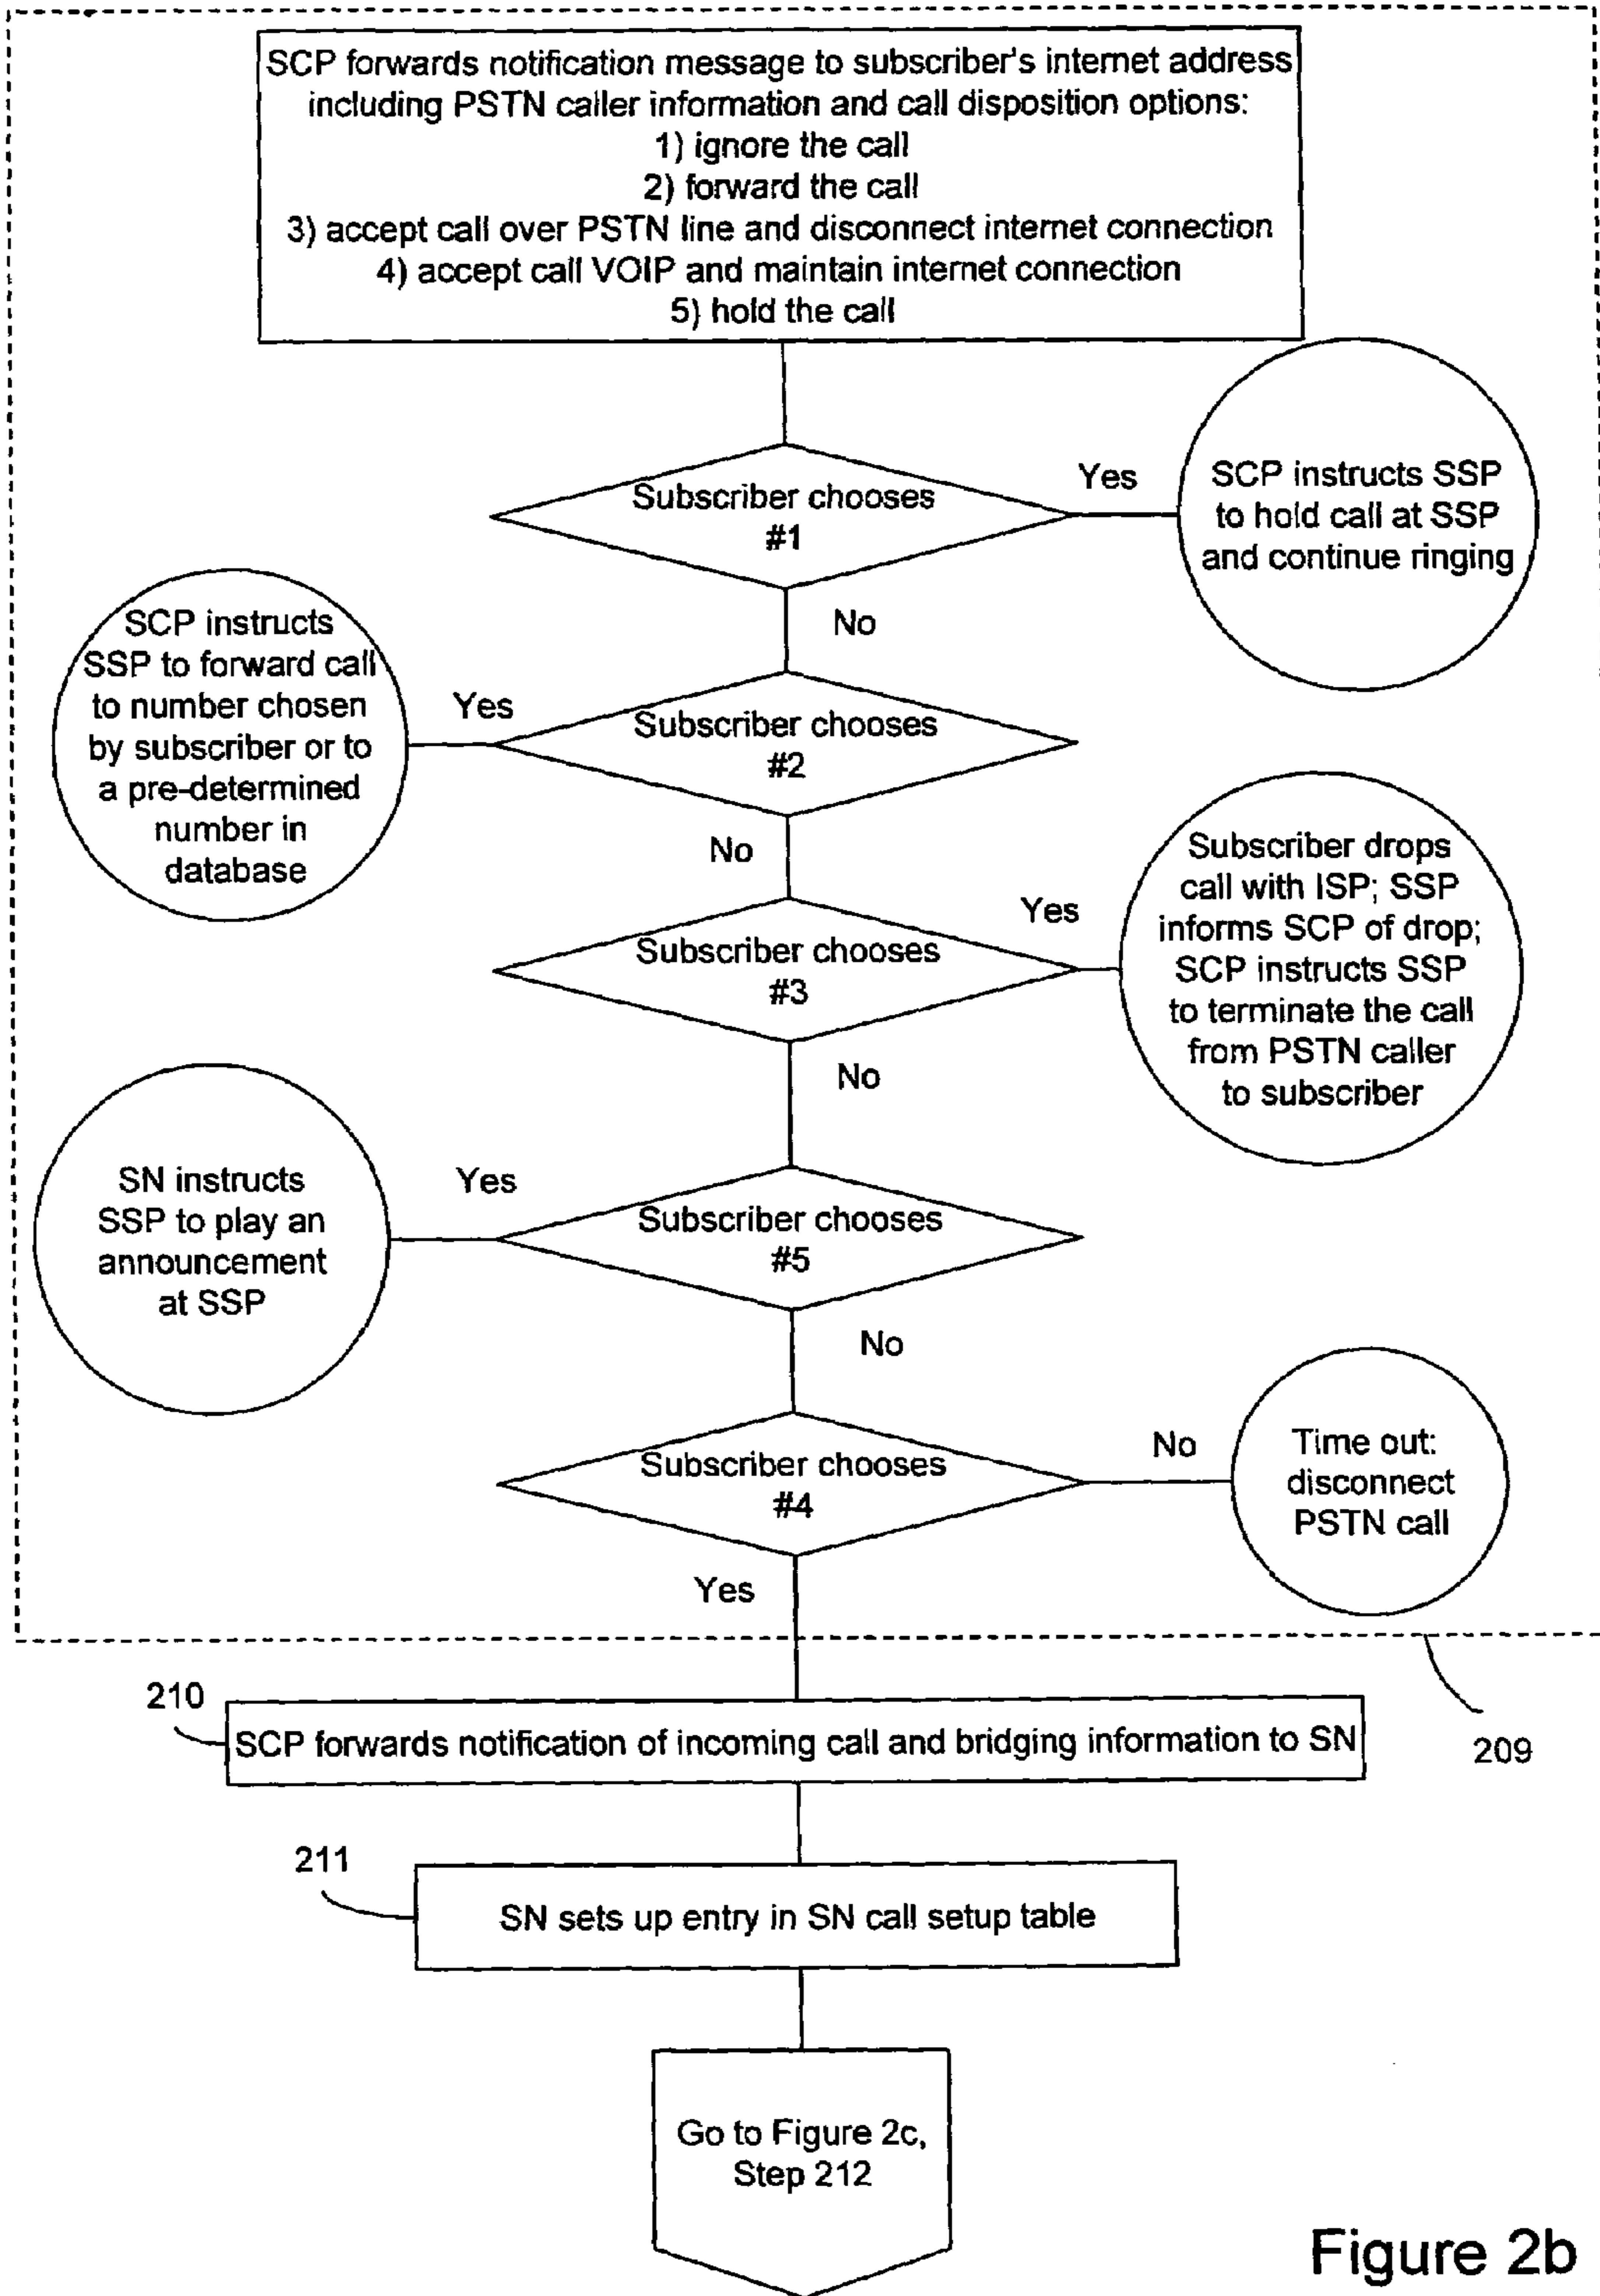 SCP forwards notification message to subscriber's internet address
including PSTN caller information and call disposition options:
1) ignore the call
2) forward the call
3) accept call over PSTN line and disconnect internet connection
4) accept call VOIP and maintain internet connection
5) hold the call
Subscriber chooses
#1
Yes
SCP instructs SSP
to hold call at SSP
and continue ringing
No
SCP instructs
SSP to forward call
to number chosen
by subscriber or to
a pre-determined
number in
database
Yes
Subscriber chooses
#2
No
Subscriber chooses
#3
Yes
Subscriber drops
call with ISP; SSP
informs SCP of drop;
SCP instructs SSP
to terminate the call
from PSTN caller
to subscriber
No
SN instructs
SSP to play an
announcement
at SSP
Yes
Subscriber chooses
#5
No
Subscriber chooses
#4
No
Time out:
disconnect
PSTN call
Yes
209
210
SCP forwards notification of incoming call and bridging information to SN
211
SN sets up entry in SN call setup table
Go to Figure 2c,
Step 212
Figure 2b